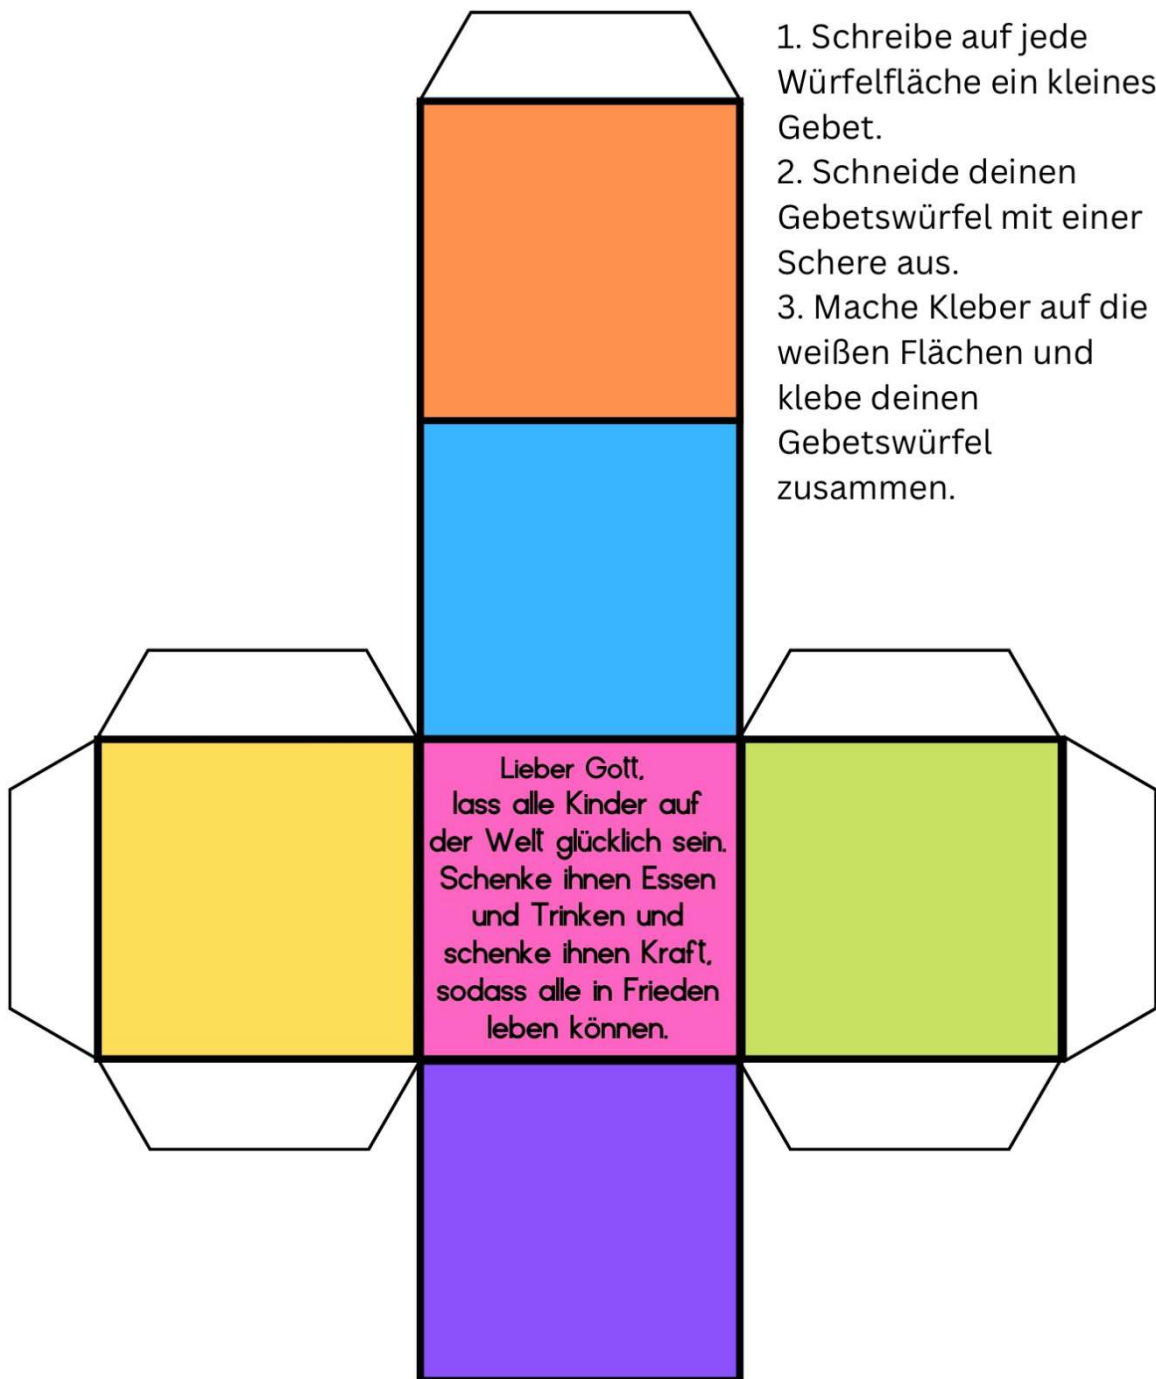 1. Schreibe auf jede
Würfelfläche ein kleines
Gebet.
2. Schneide deinen
Gebetswürfel mit einer
Schere aus.
3. Mache Kleber auf die
weißen Flächen und
klebe deinen
Gebetswürfel
zusammen.
Lieber Gott,
lass alle Kinder auf
der Welt glücklich sein.
Schenke ihnen Essen
und Trinken und
schenke ihnen Kraft,
sodass alle in Frieden
leben können.